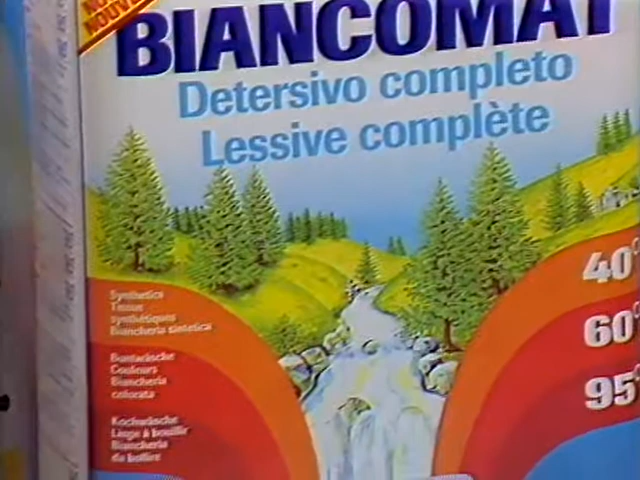 NOUVEAU
BIANCOMAT
Detersivo completo
Lessive complète
40°
Synthetics
Tissus
synthétiques
Biancheria sintetica
60°
Buntwäsche
Couleurs
Biancheria
colorata
95°
Kochwäsche
Linge à bouillir
Biancheria
da bollire